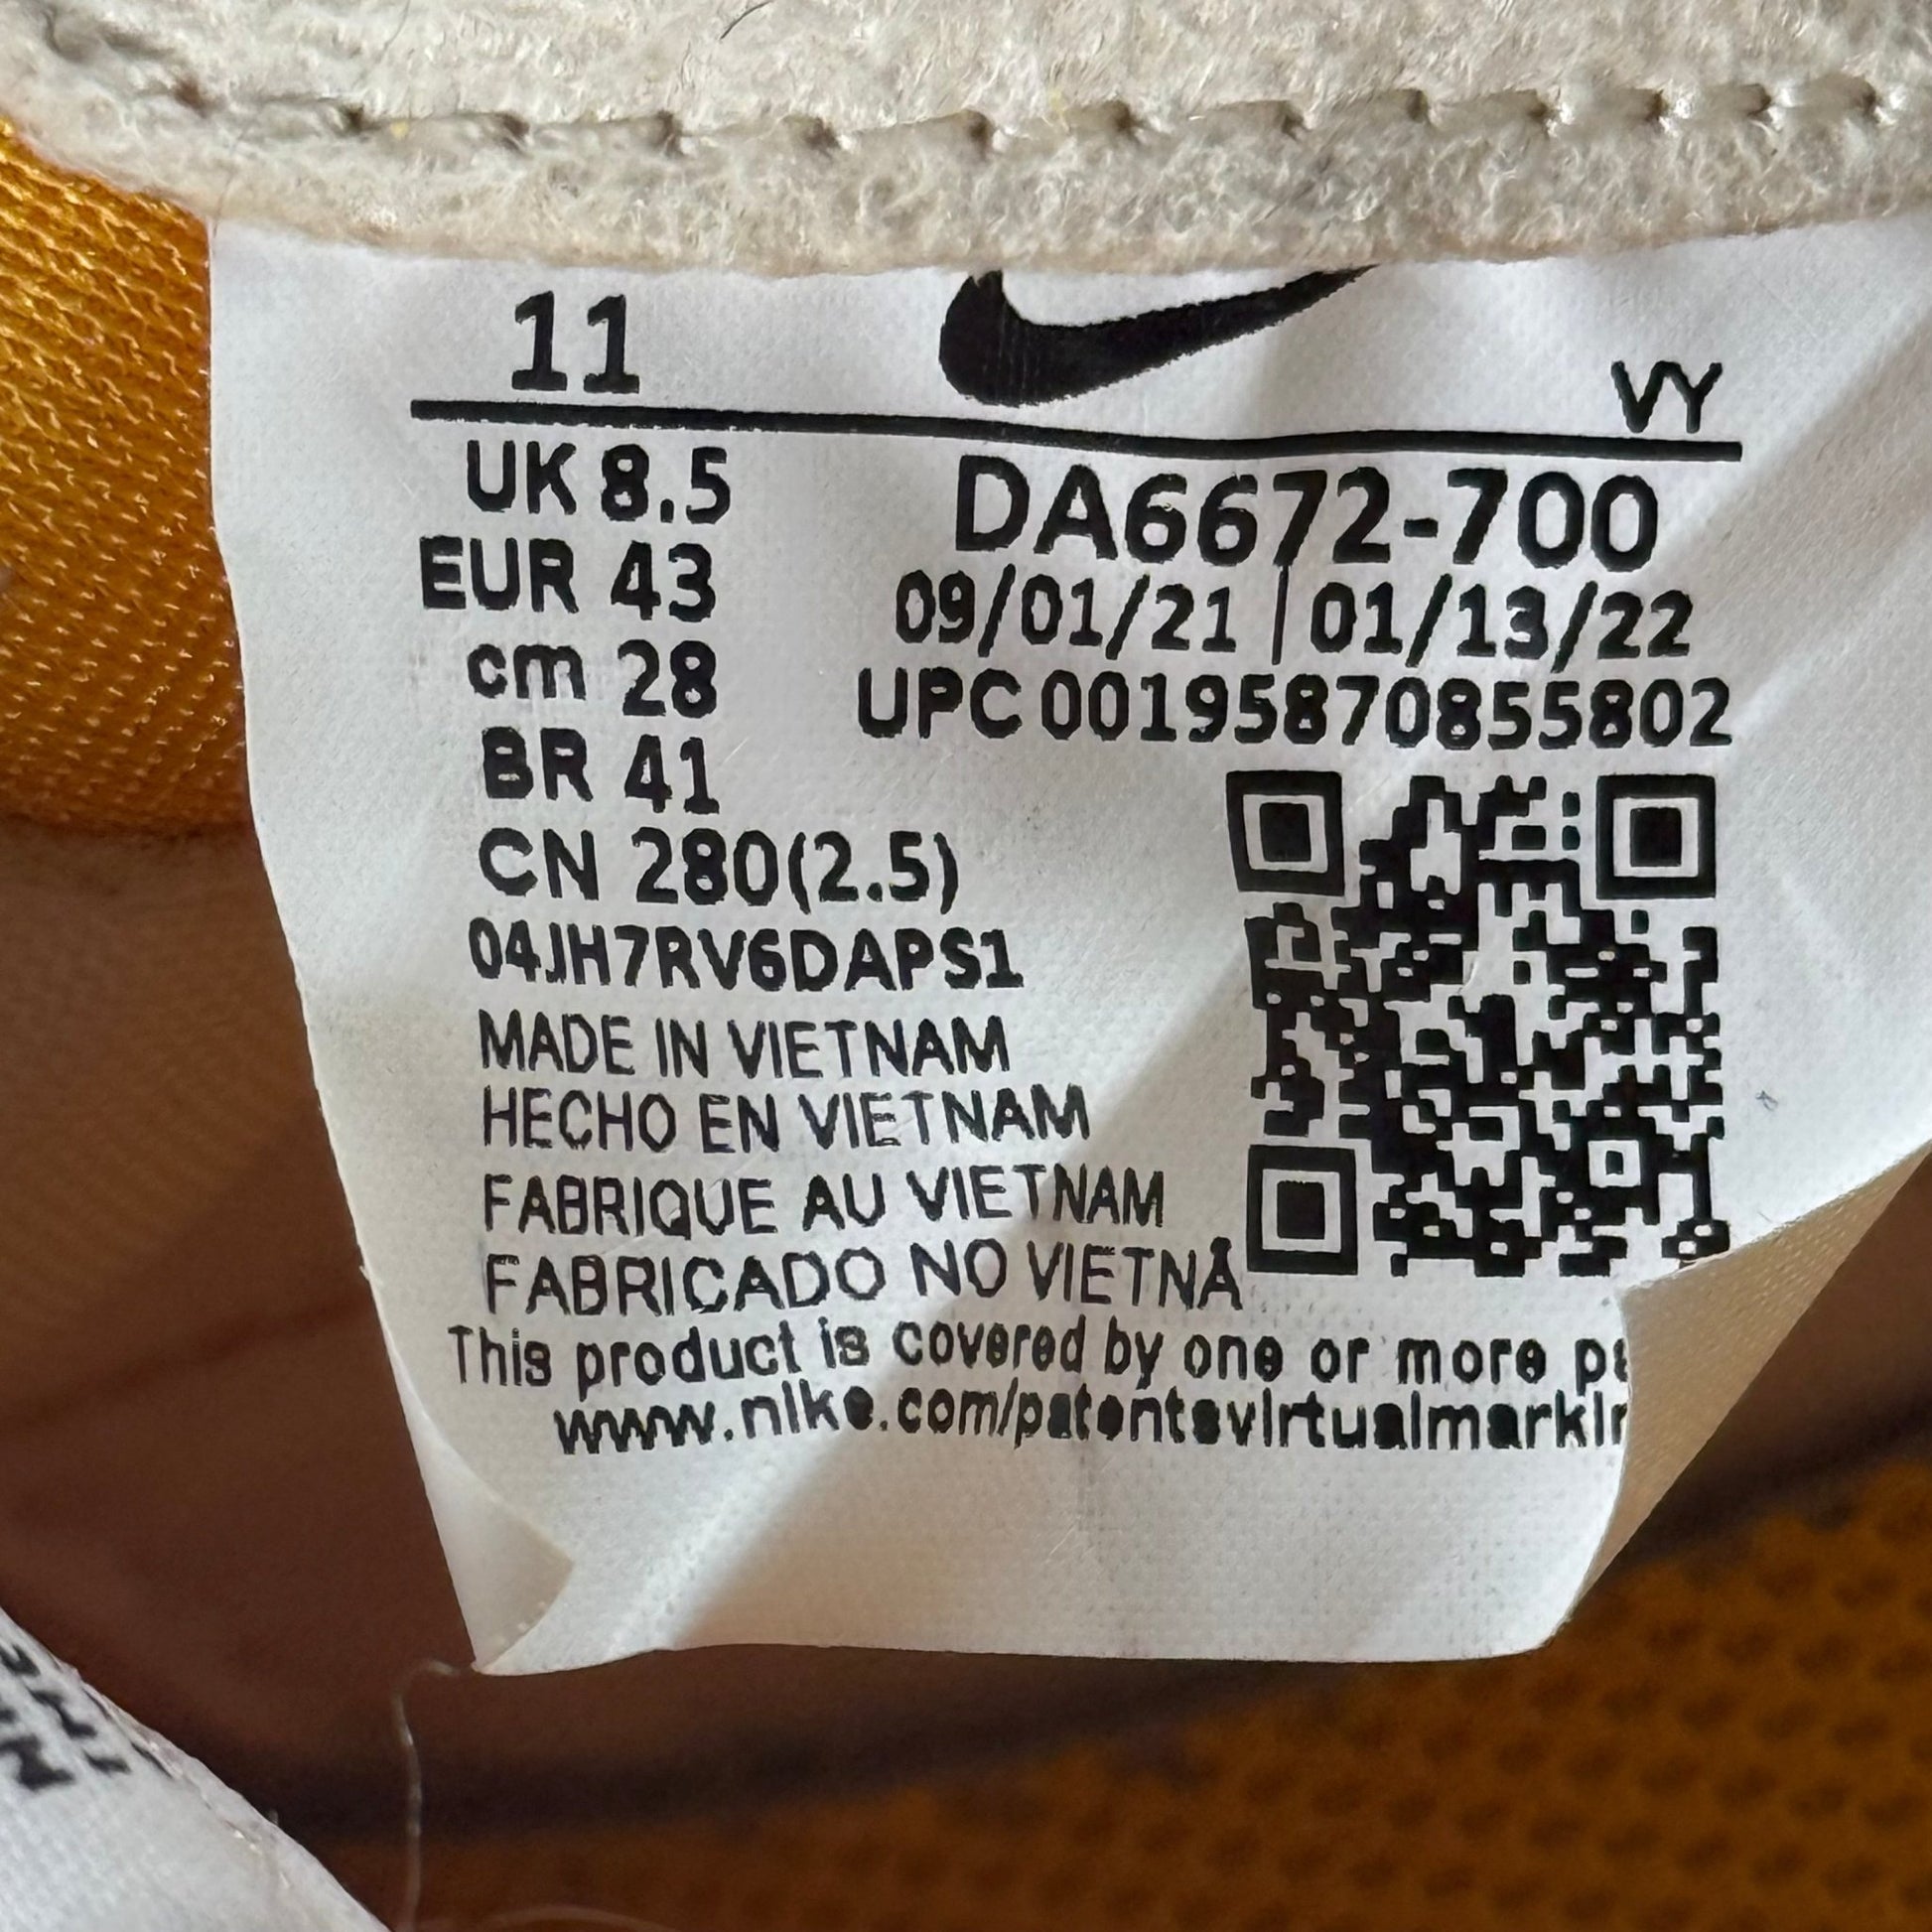 11
VY
UK 8.5
DA6672-700
EUR 43
09/01/21 | 01/13/22
cm 28
UPC 00195870855802
BR 41
CN 280(2.5)
04JH7RV6DAPS1
MADE IN VIETNAM
HECHO EN VIETNAM
FABRIQUE AU VIETNAM
FABRICADO NO VIETNÃ
This product is covered by one or more
www.nike.com/patentsvirtualmarkin